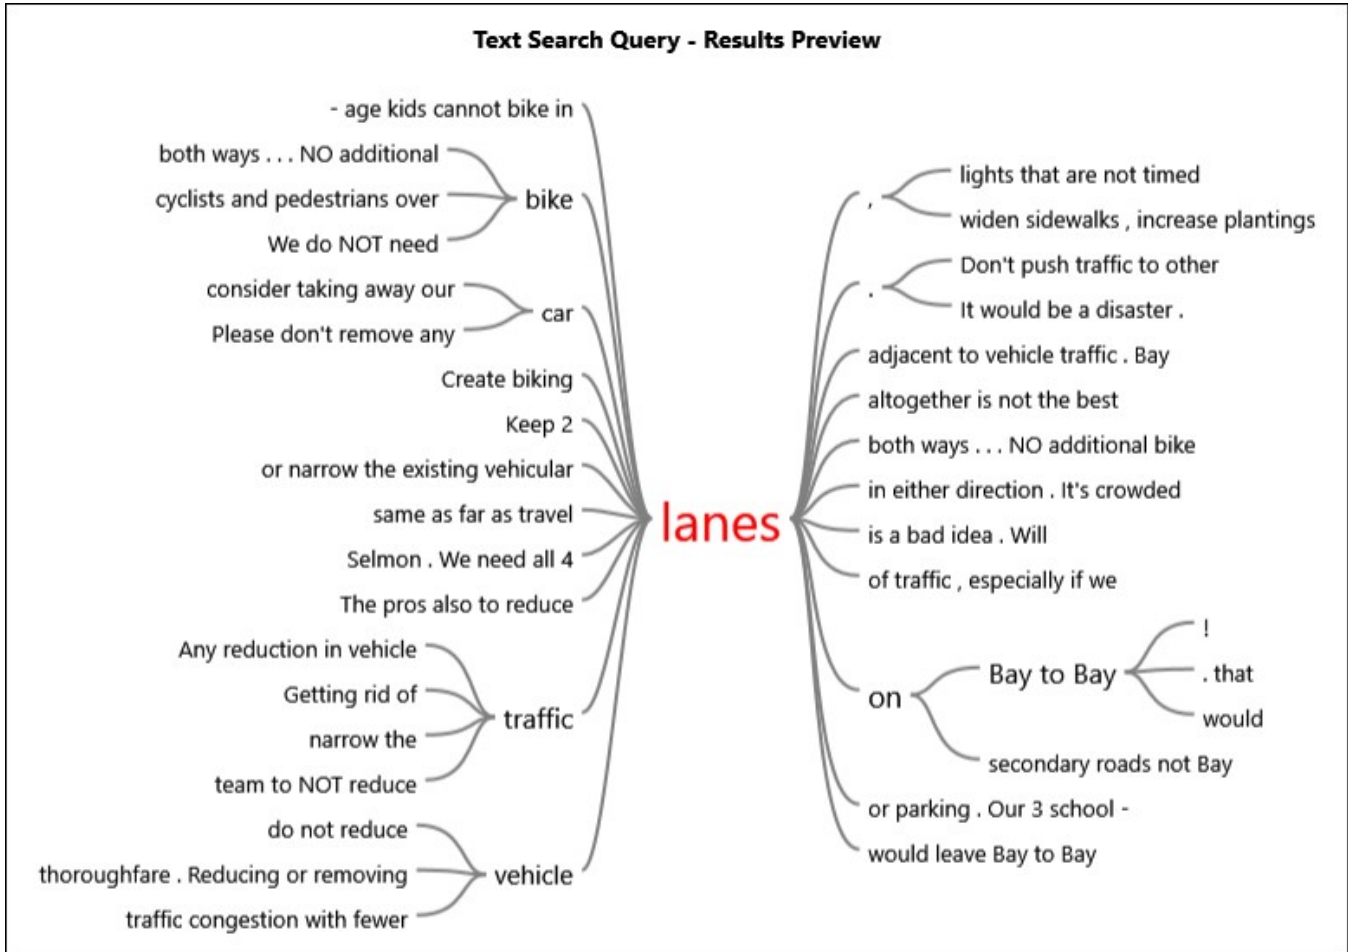 Text Search Query - Results Preview
- age kids cannot bike in
both ways . . . NO additional
cyclists and pedestrians over
We do NOT need
bike
consider taking away our
Please don't remove any
car
Create biking
Keep 2
or narrow the existing vehicular
same as far as travel
Selmon . We need all 4
The pros also to reduce
Any reduction in vehicle
Getting rid of
narrow the
team to NOT reduce
traffic
do not reduce
thoroughfare . Reducing or removing
traffic congestion with fewer
vehicle
lanes
,
lights that are not timed
widen sidewalks , increase plantings
.
Don't push traffic to other
It would be a disaster .
adjacent to vehicle traffic . Bay
altogether is not the best
both ways . . . NO additional bike
in either direction . It's crowded
is a bad idea . Will
of traffic , especially if we
on
Bay to Bay
!
. that
would
secondary roads not Bay
or parking . Our 3 school -
would leave Bay to Bay